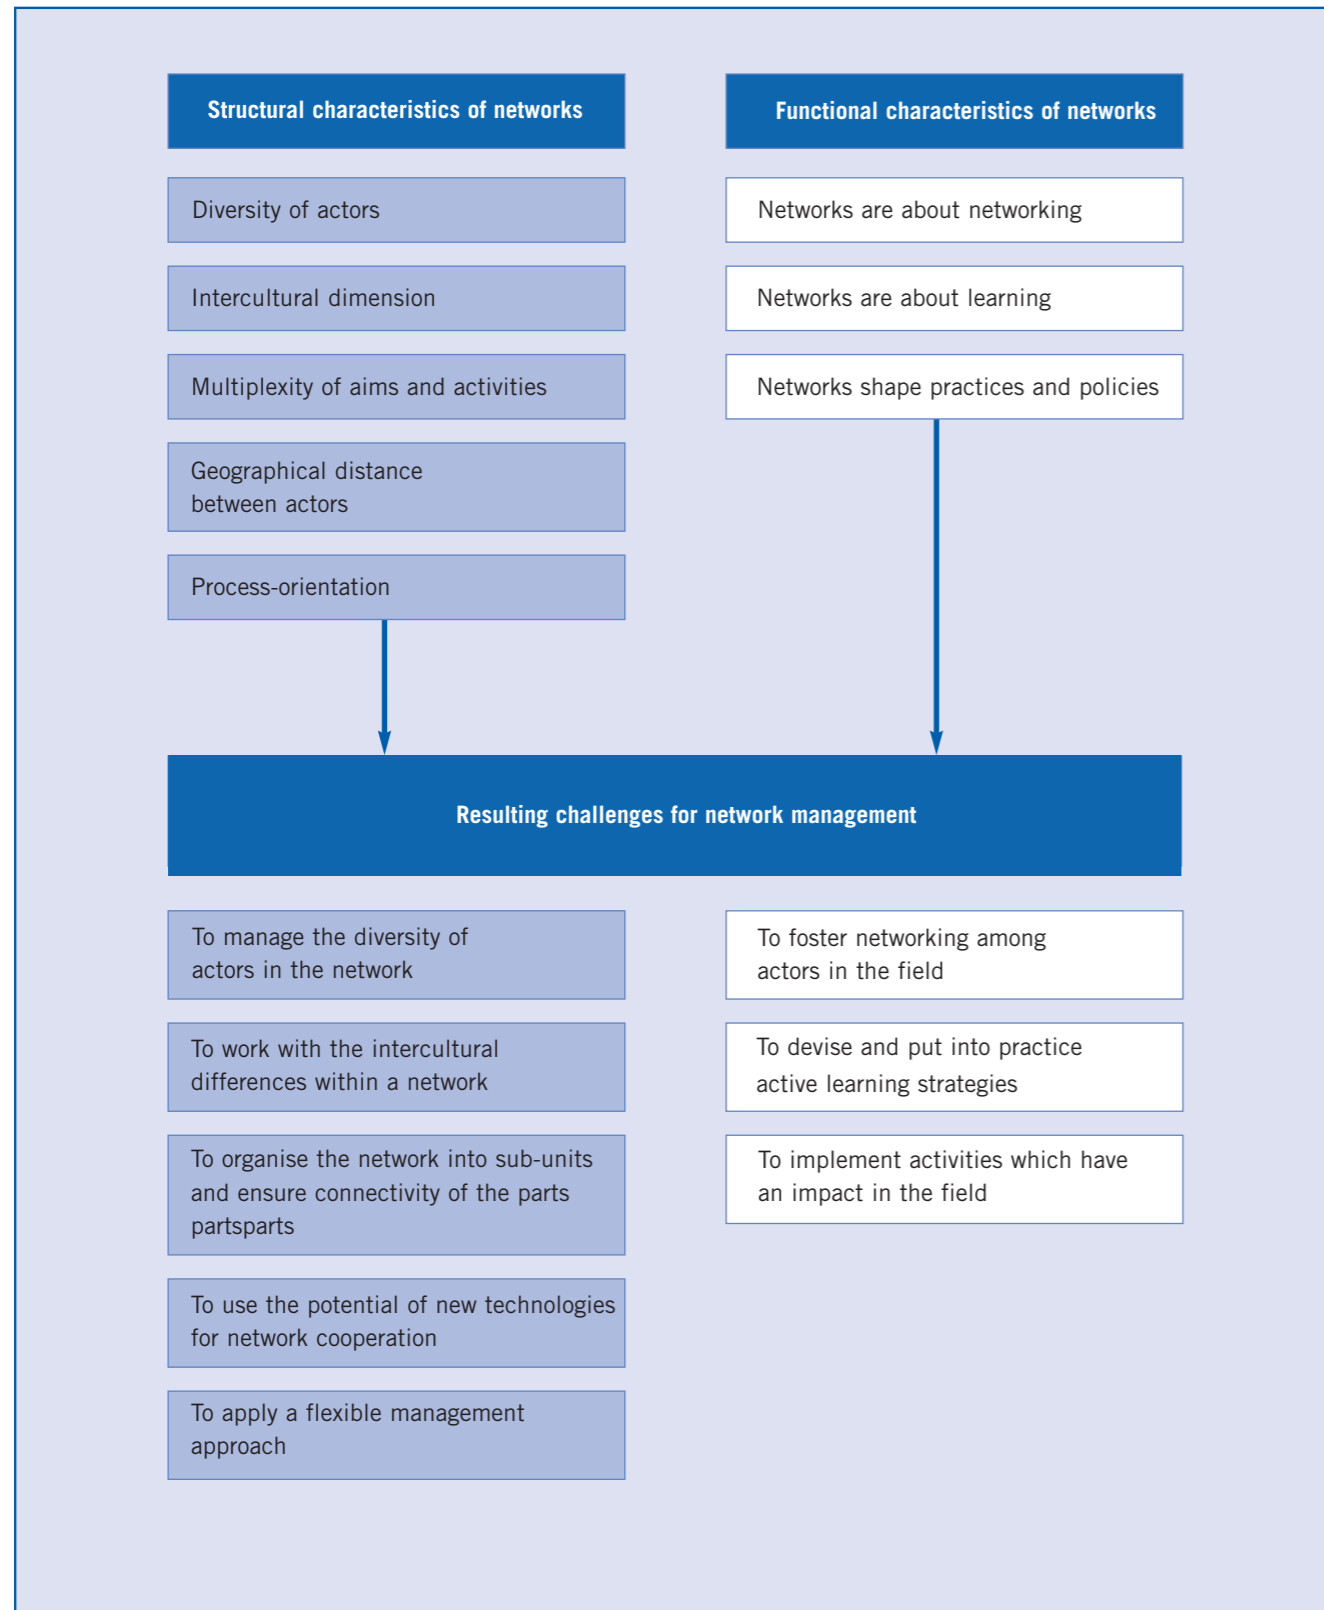 Structural characteristics of networks
Diversity of actors
Intercultural dimension
Multiplexity of aims and activities
Geographical distance
between actors
Process-orientation
Functional characteristics of networks
Networks are about networking
Networks are about learning
Networks shape practices and policies
Resulting challenges for network management
To manage the diversity of
actors in the network
To work with the intercultural
differences within a network
To organise the network into sub-units
and ensure connectivity of the parts
partsparts
To use the potential of new technologies
for network cooperation
To apply a flexible management
approach
To foster networking among
actors in the field
To devise and put into practice
active learning strategies
To implement activities which have
an impact in the field